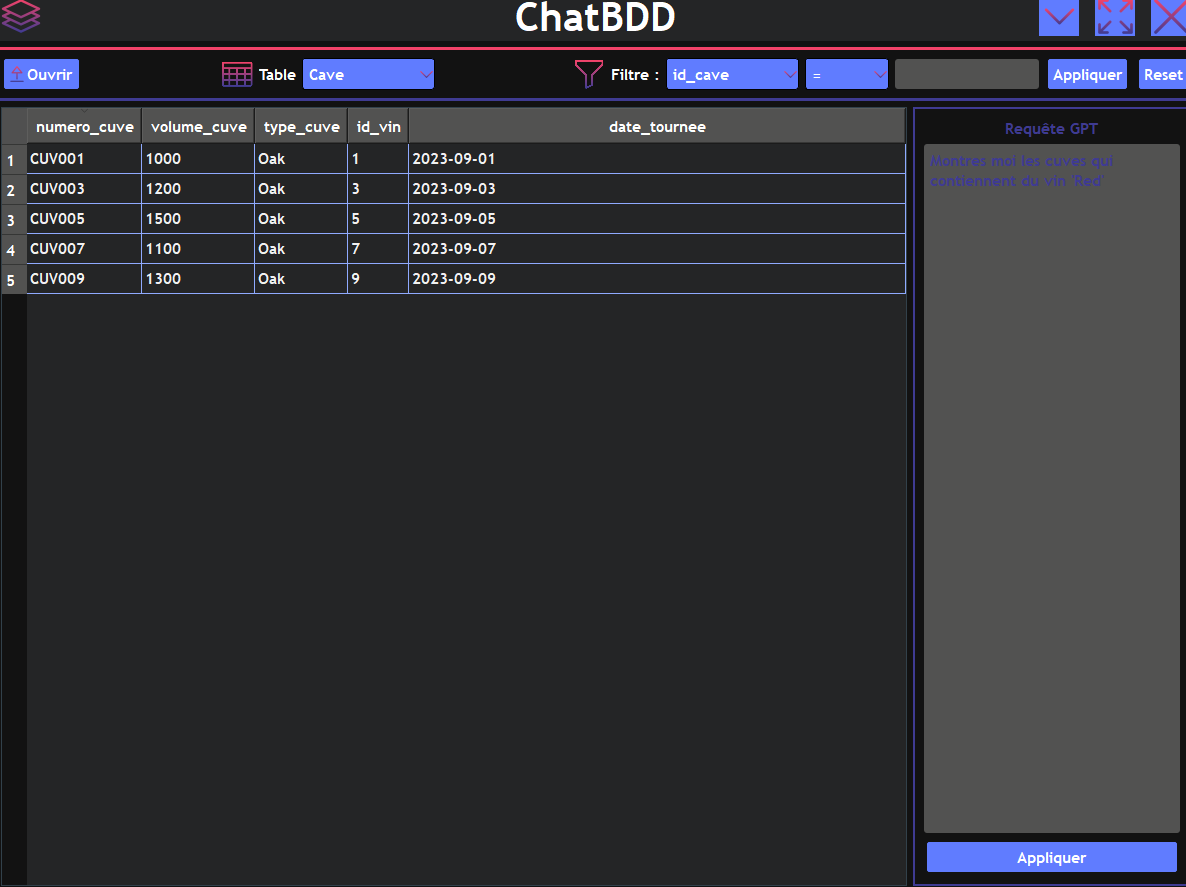 ChatBDD
Ouvrir Table Cave Filtre : id_cave = Appliquer Reset
numero_cuve volume_cuve type_cuve id_vin date_tournee
1 CUV001 1000 Oak 1 2023-09-01
2 CUV003 1200 Oak 3 2023-09-03
3 CUV005 1500 Oak 5 2023-09-05
4 CUV007 1100 Oak 7 2023-09-07
5 CUV009 1300 Oak 9 2023-09-09
Requête GPT
Montres moi les cuves qui
contiennent du vin 'Red'
Appliquer